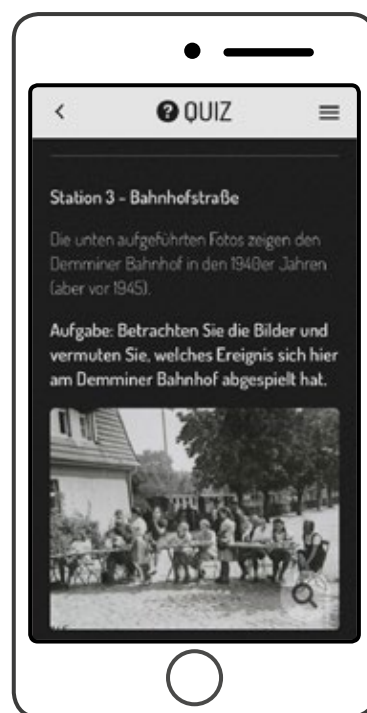 QUIZ
Station 3 - Bahnhofstraße
Die unten aufgeführten Fotos zeigen den
Demminer Bahnhof in den 1940er Jahren
(aber vor 1945).
Aufgabe: Betrachten Sie die Bilder und
vermuten Sie, welches Ereignis sich hier
am Demminer Bahnhof abgespielt hat.